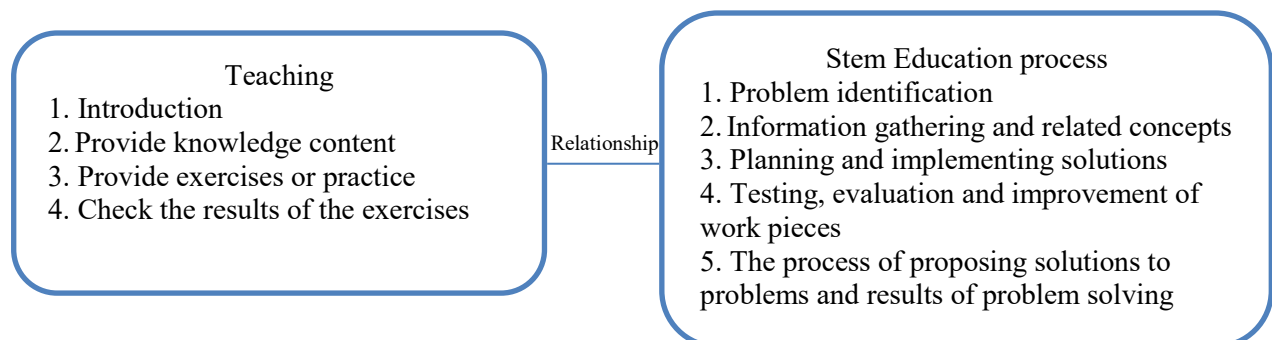 Teaching
1. Introduction
2. Provide knowledge content
3. Provide exercises or practice
4. Check the results of the exercises
Relationship
Stem Education process
1. Problem identification
2. Information gathering and related concepts
3. Planning and implementing solutions
4. Testing, evaluation and improvement of
work pieces
5. The process of proposing solutions to
problems and results of problem solving